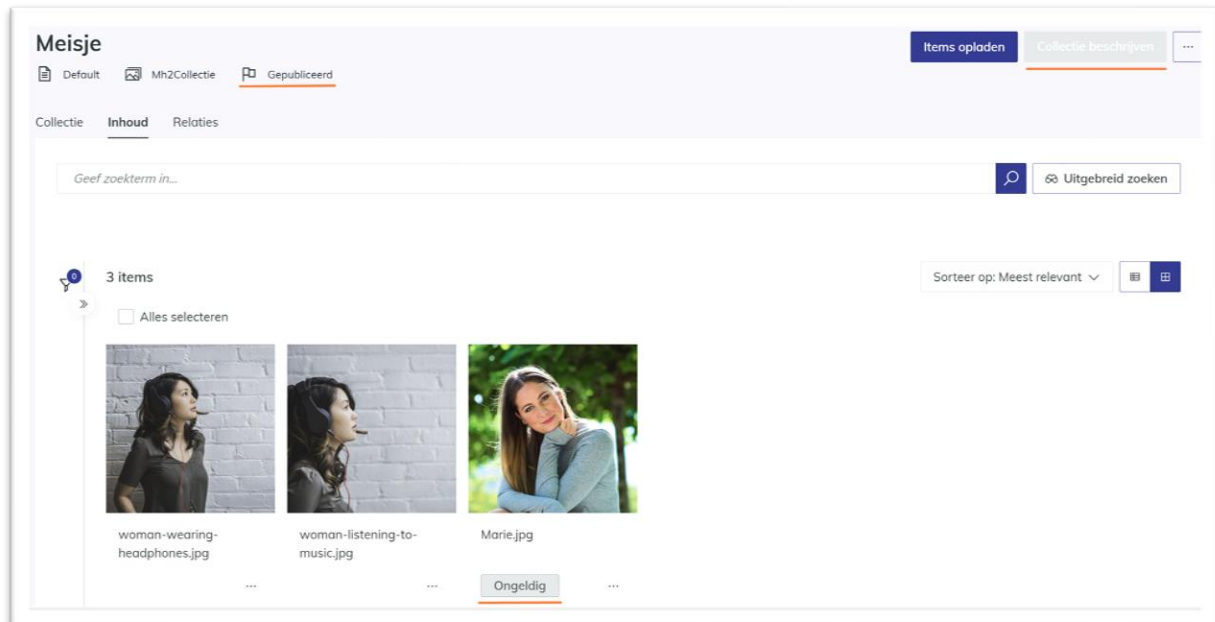 Meisje
Items opladen
Collectie beschrijven
...
Default
Mh2Collectie
Gepubliceerd
Collectie
Inhoud
Relaties
Geef zoekterm in...
Uitgebreid zoeken
0
3 items
Sorteer op: Meest relevant
Alles selecteren
woman-wearing-
headphones.jpg
woman-listening-to-
music.jpg
Marie.jpg
...
...
Ongeldig
...